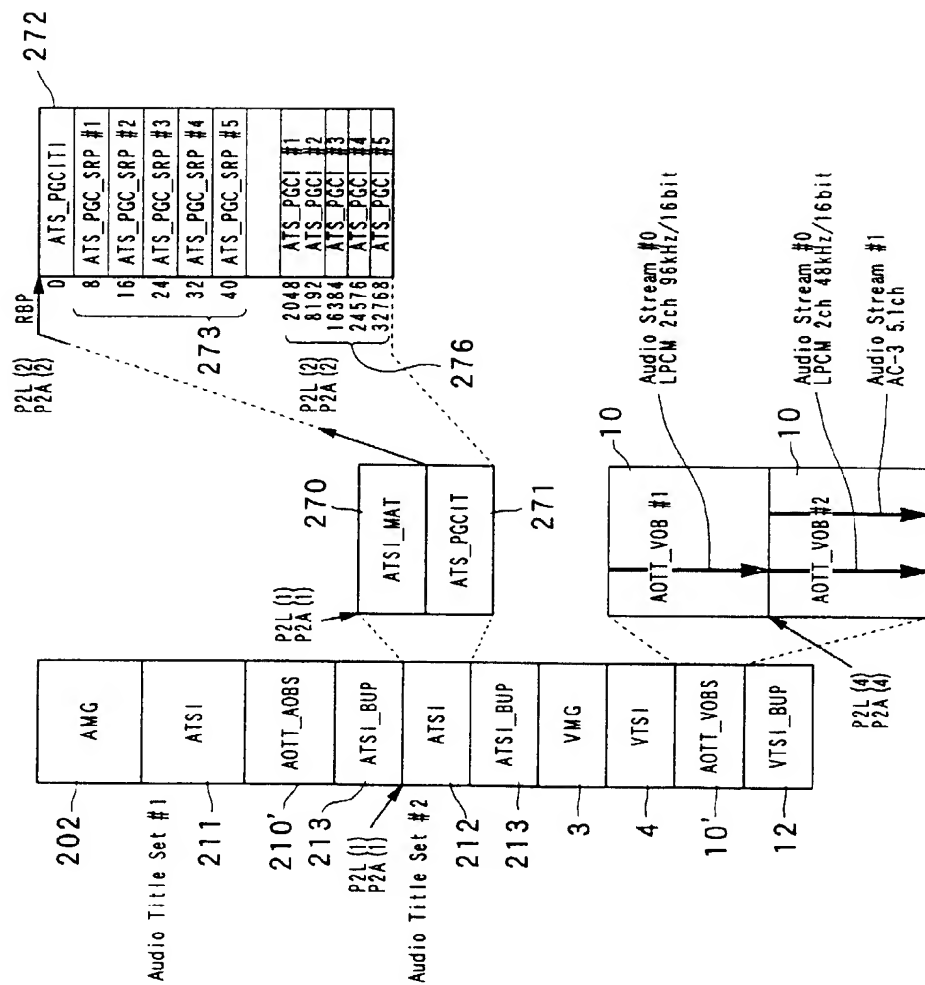 AMG
202
Audio Title Set #1
ATSI
211
AOTT_AOBS
210'
ATSI_BUP
213
P2L (1)
P2A (1)
Audio Title Set #2
ATSI
212
ATSI_BUP
213
VMG
3
VTSI
4
AOTT_VOBS
10'
VTSI_BUP
12
P2L (1)
P2A (1)
270
ATSI_MAT
ATS_PGCIT
271
P2L (2)
P2A (2)
RBP
272
0 ATS_PGCITI
8 ATS_PGC_SRP #1
16 ATS_PGC_SRP #2
24 ATS_PGC_SRP #3
32 ATS_PGC_SRP #4
40 ATS_PGC_SRP #5
273
P2L (2)
P2A (2)
2048 ATS_PGCI #1
8192 ATS_PGCI #2
16384 ATS_PGCI #3
24576 ATS_PGCI #4
32768 ATS_PGCI #5
276
10
AOTT_VOB #1
Audio Stream #0
LPCM 2ch 96kHz/16bit
10
AOTT_VOB #2
Audio Stream #0
LPCM 2ch 48kHz/16bit
Audio Stream #1
AC-3 5.1ch
P2L (4)
P2A (4)